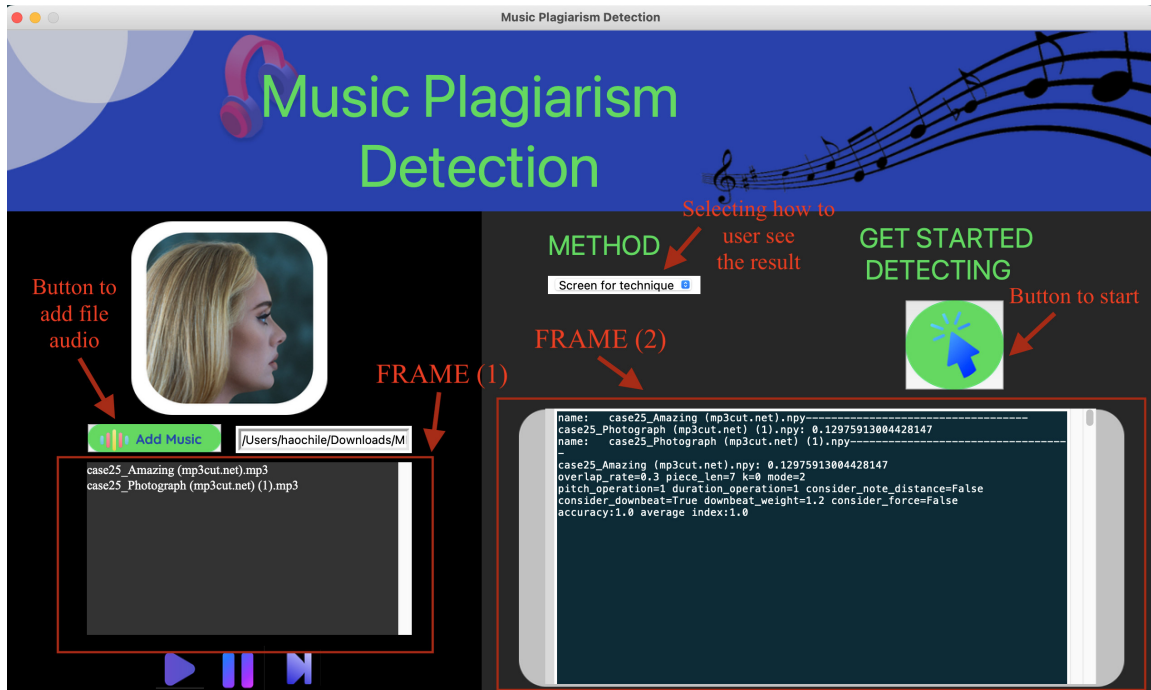 Music Plagiarism Detection
Music Plagiarism
Detection
Selecting how to
user see
the result
METHOD
Screen for technique
GET STARTED
DETECTING
Button to start
Button to
add file
audio
FRAME (1)
FRAME (2)
Add Music
/Users/haochile/Downloads/M
case25_Amazing (mp3cut.net).mp3
case25_Photograph (mp3cut.net) (1).mp3
name:   case25_Amazing (mp3cut.net).npy----------------------------------
case25_Photograph (mp3cut.net) (1).npy: 0.12975913004428147
name:   case25_Photograph (mp3cut.net) (1).npy--------------------------------
-
case25_Amazing (mp3cut.net).npy: 0.12975913004428147
overlap_rate=0.3 piece_len=7 k=0 mode=2
pitch_operation=1 duration_operation=1 consider_note_distance=False
consider_downbeat=True downbeat_weight=1.2 consider_force=False
accuracy:1.0 average index:1.0